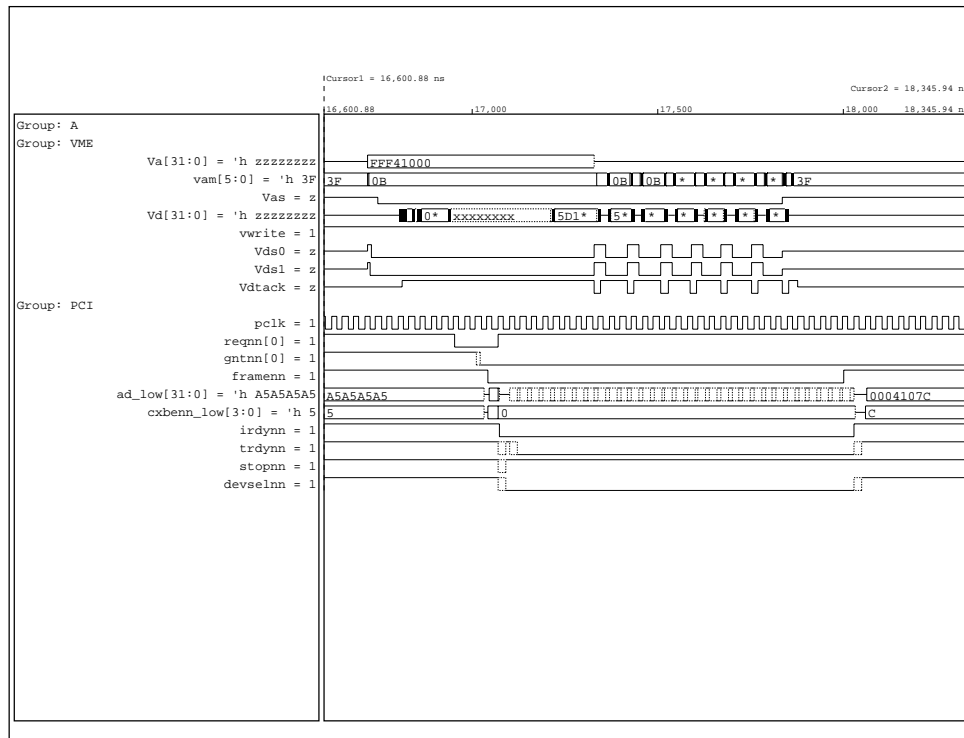 Cursor1 = 16,600.88 ns
Cursor2 = 18,345.94 n
16,600.88 17,000 17,500 18,000 18,345.94 n
Group: A
Group: VME
Va[31:0] = 'h zzzzzzzz FFF41000
vam[5:0] = 'h 3F 3F 0B 0B 0B * * * * 3F
Vas = z
Vd[31:0] = 'h zzzzzzzz 0* xxxxxxxx 5D1* 5* * * * * *
vwrite = 1
Vds0 = z
Vds1 = z
Vdtack = z
Group: PCI
pclk = 1
reqnn[0] = 1
gntnn[0] = 1
framenn = 1
ad_low[31:0] = 'h A5A5A5A5 A5A5A5A5 0004107C
cxbenn_low[3:0] = 'h 5 5 0 C
irdynn = 1
trdynn = 1
stopnn = 1
devselnn = 1